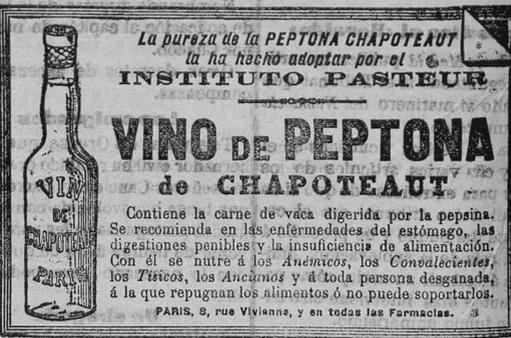 La pureza de la PEPTONA CHAPOTEAUT
la ha hecho adoptar por el
INSTITUTO PASTEUR
VINO DE PEPTONA
de CHAPOTEAUT
Contiene la carne de vaca digerida por la pepsina.
Se recomienda en las enfermedades del estómago, las
digestiones penibles y la insuficiencia de alimentación.
Con él se nutre á los Anémicos, los Convalecientes,
los Tísicos, los Ancianos y á toda persona desganada,
á la que repugnan los alimentos ó no puede soportarlos.
PARIS, 8, rue Vivienne, y en todas las Farmacias.
VIN
DE
CHAPOTEAUT
PARIS